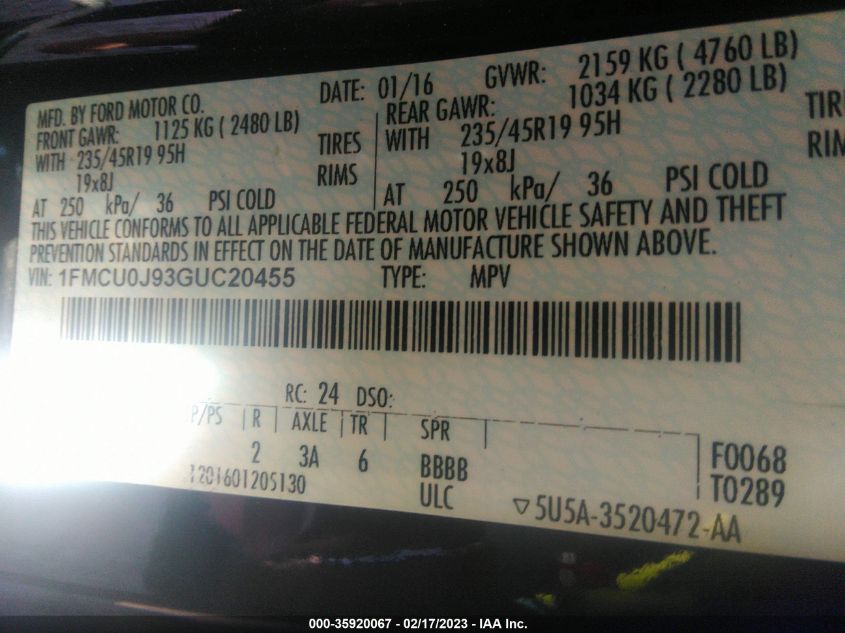 MFD. BY FORD MOTOR CO. DATE: 01/16 GVWR: 2159 KG ( 4760 LB)
FRONT GAWR: 1125 KG ( 2480 LB) REAR GAWR: 1034 KG ( 2280 LB)
WITH 235/45R19 95H TIRES WITH 235/45R19 95H TIR
19x8J RIMS 19x8J RIM
AT 250 kPa/ 36 PSI COLD AT 250 kPa/ 36 PSI COLD
THIS VEHICLE CONFORMS TO ALL APPLICABLE FEDERAL MOTOR VEHICLE SAFETY AND THEFT
PREVENTION STANDARDS IN EFFECT ON THE DATE OF MANUFACTURE SHOWN ABOVE.
VIN: 1FMCU0J93GUC20455 TYPE: MPV
RC: 24 DSO:
P/PS R AXLE TR SPR
2 3A 6 BBBB F0068
1201601205130 ULC T0289
5U5A-3520472-AA
000-35920067 - 02/17/2023 - IAA Inc.